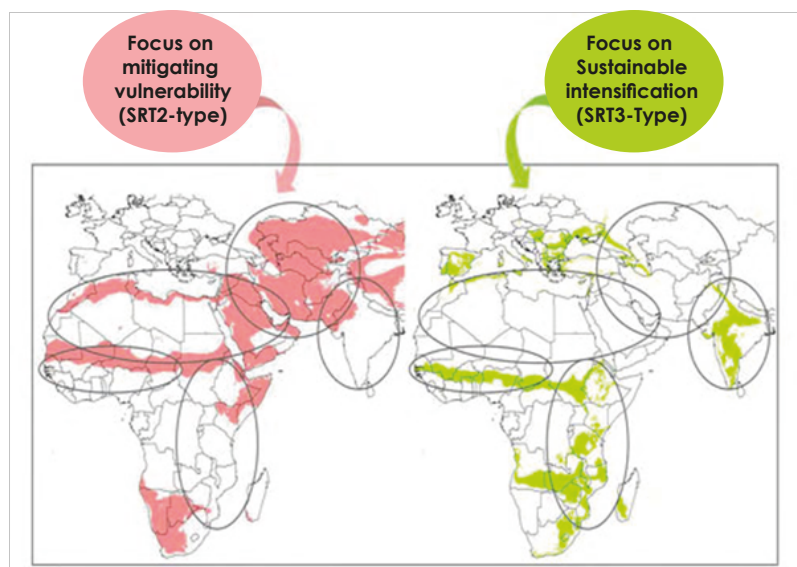 Focus on
mitigating
vulnerability
(SRT2-type)
Focus on
Sustainable
intensification
(SRT3-Type)